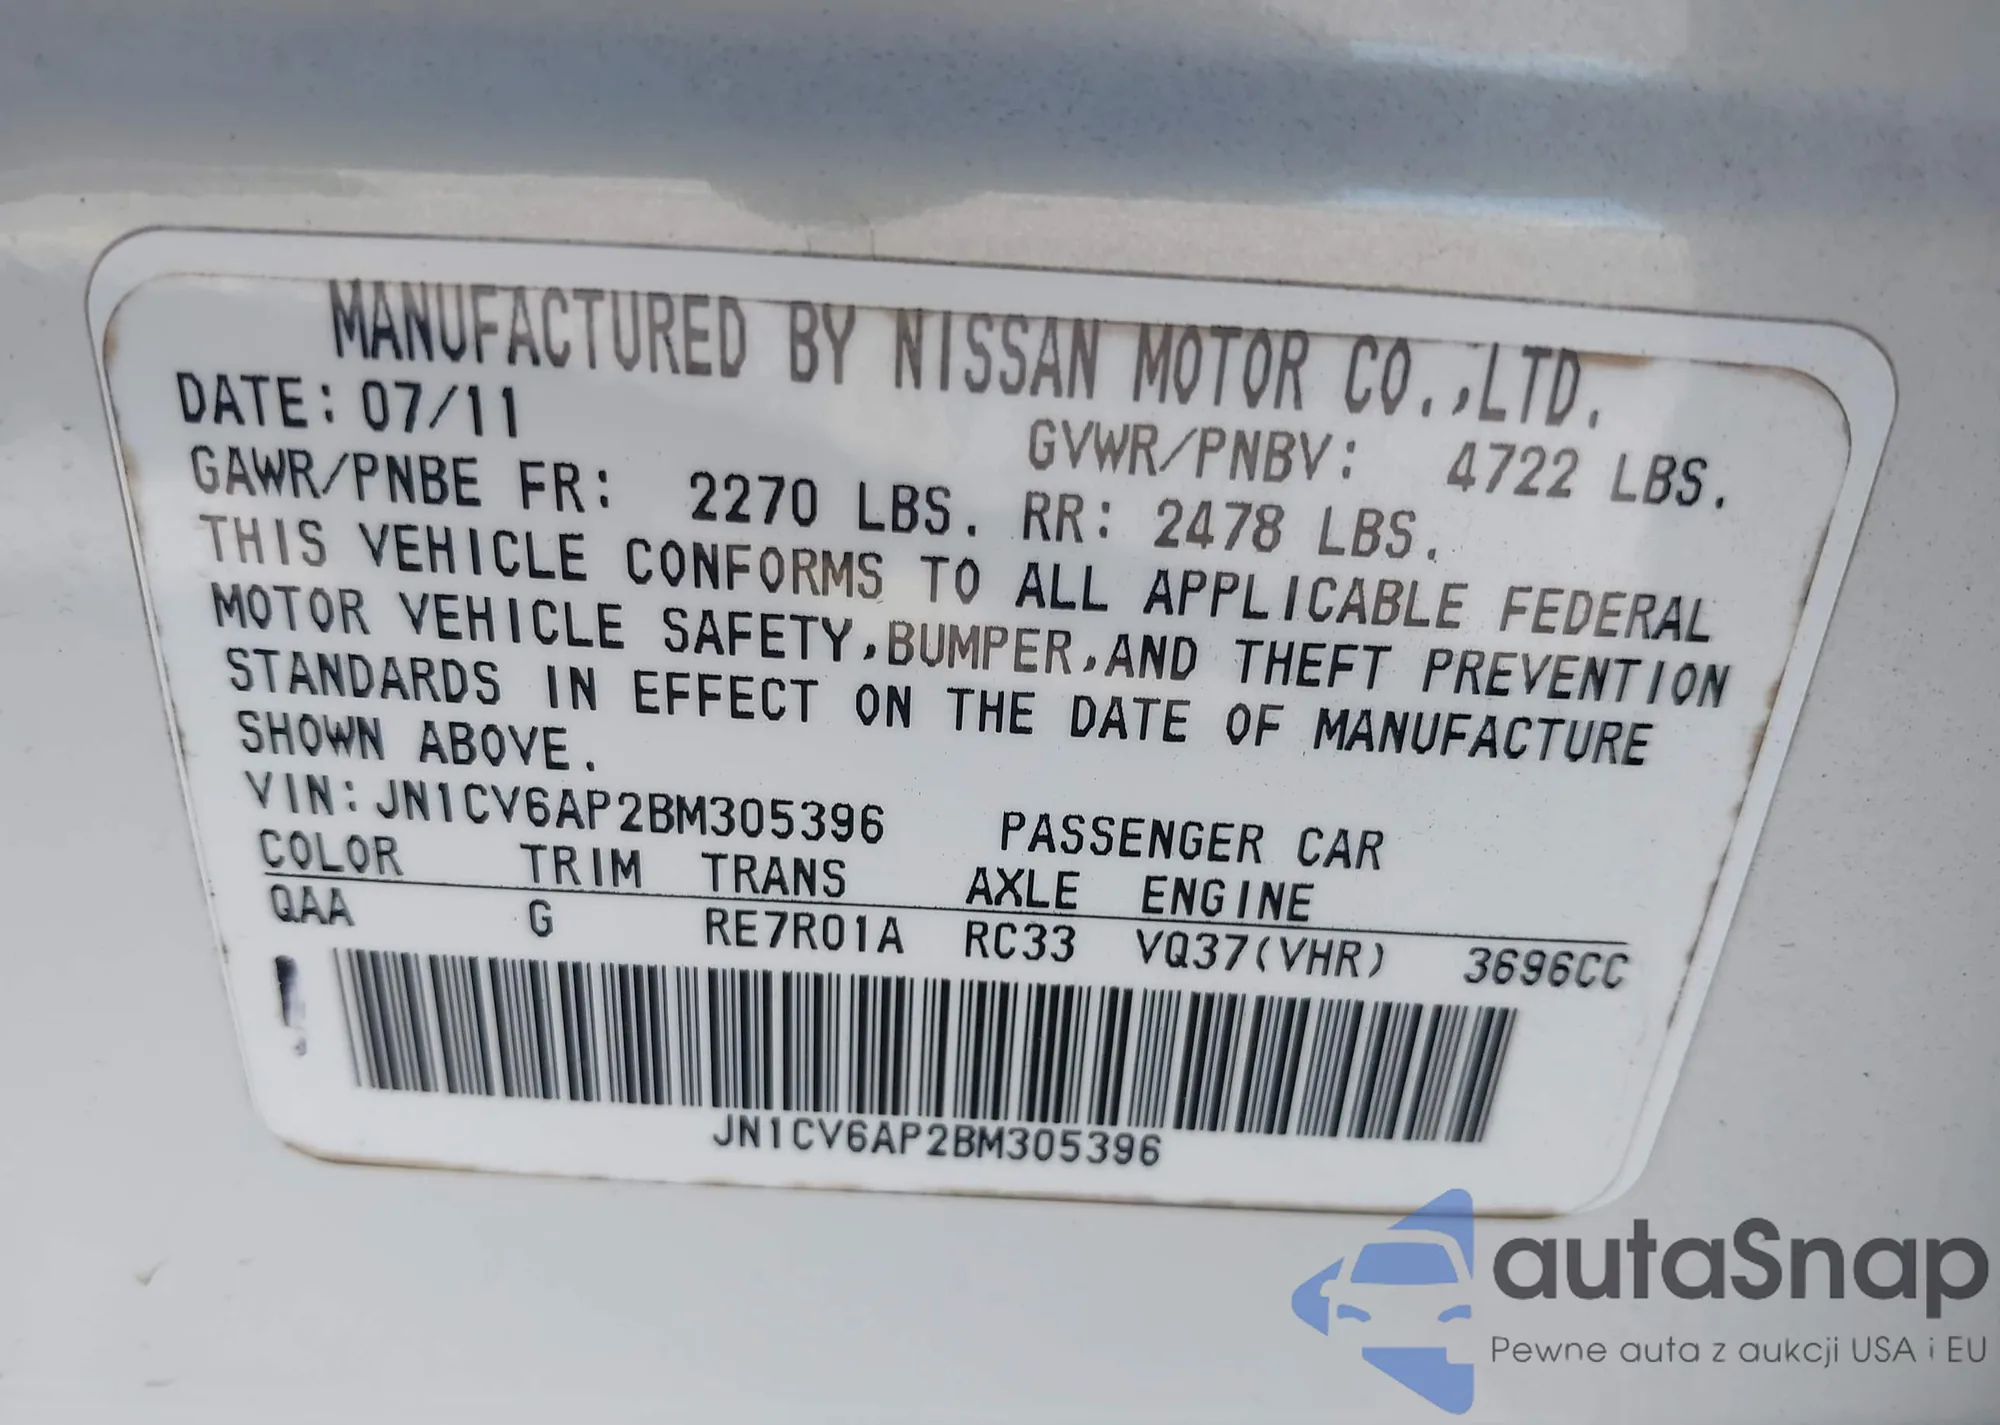 MANUFACTURED BY NISSAN MOTOR CO.,LTD.
DATE: 07/11 GVWR/PNBV: 4722 LBS.
GAWR/PNBE FR: 2270 LBS. RR: 2478 LBS.
THIS VEHICLE CONFORMS TO ALL APPLICABLE FEDERAL
MOTOR VEHICLE SAFETY,BUMPER,AND THEFT PREVENTION
STANDARDS IN EFFECT ON THE DATE OF MANUFACTURE
SHOWN ABOVE.
VIN:JN1CV6AP2BM305396 PASSENGER CAR
COLOR TRIM TRANS AXLE ENGINE
QAA G RE7R01A RC33 VQ37(VHR) 3696CC
JN1CV6AP2BM305396
autaSnap
Pewne auta z aukcji USA i EU